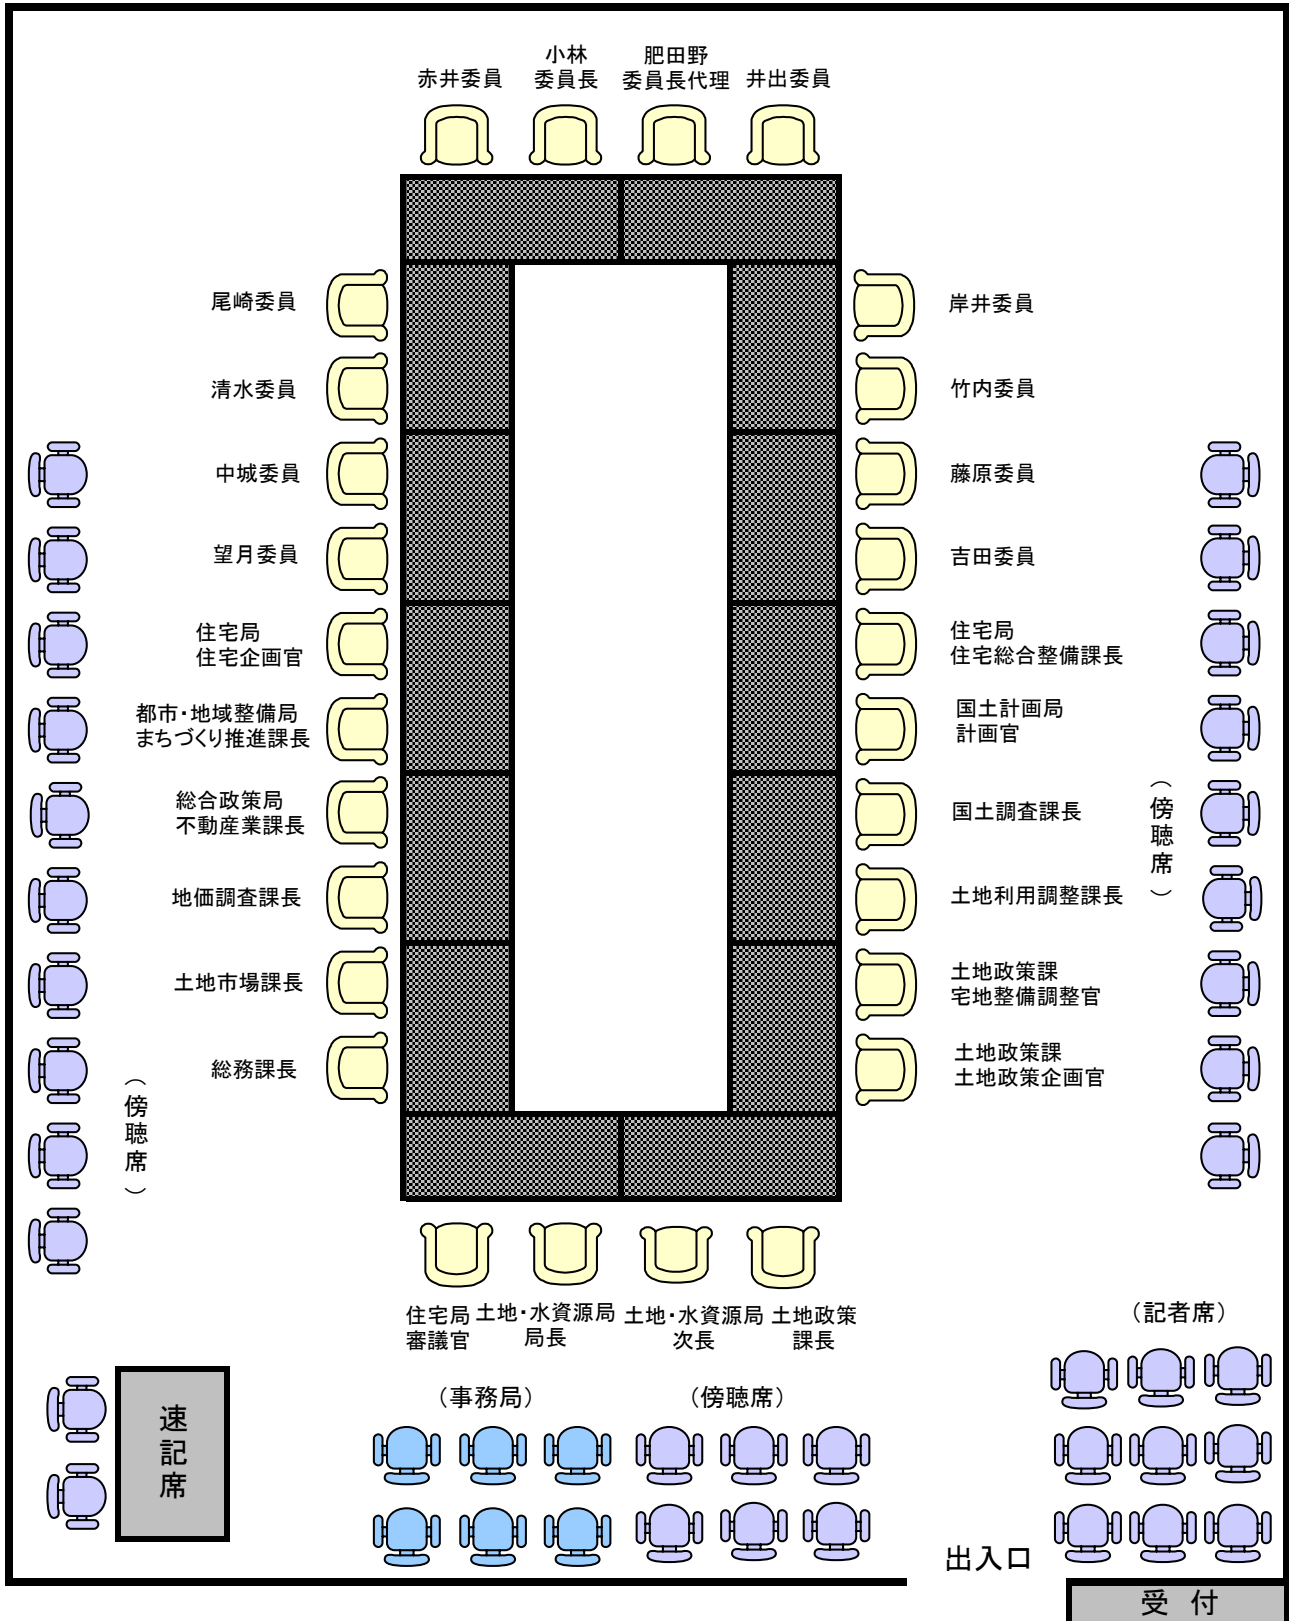 赤井委員
小林
委員長
肥田野
委員長代理
井出委員
尾崎委員
清水委員
中城委員
望月委員
住宅局
住宅企画官
都市・地域整備局
まちづくり推進課長
総合政策局
不動産業課長
地価調査課長
土地市場課長
総務課長
（傍聴席）
岸井委員
竹内委員
藤原委員
吉田委員
住宅局
住宅総合整備課長
国土計画局
計画官
国土調査課長
土地利用調整課長
土地政策課
宅地整備調整官
土地政策課
土地政策企画官
（傍聴席）
住宅局
審議官
土地・水資源局
局長
土地・水資源局
次長
土地政策
課長
（記者席）
（事務局）
（傍聴席）
速記席
出入口
受　付